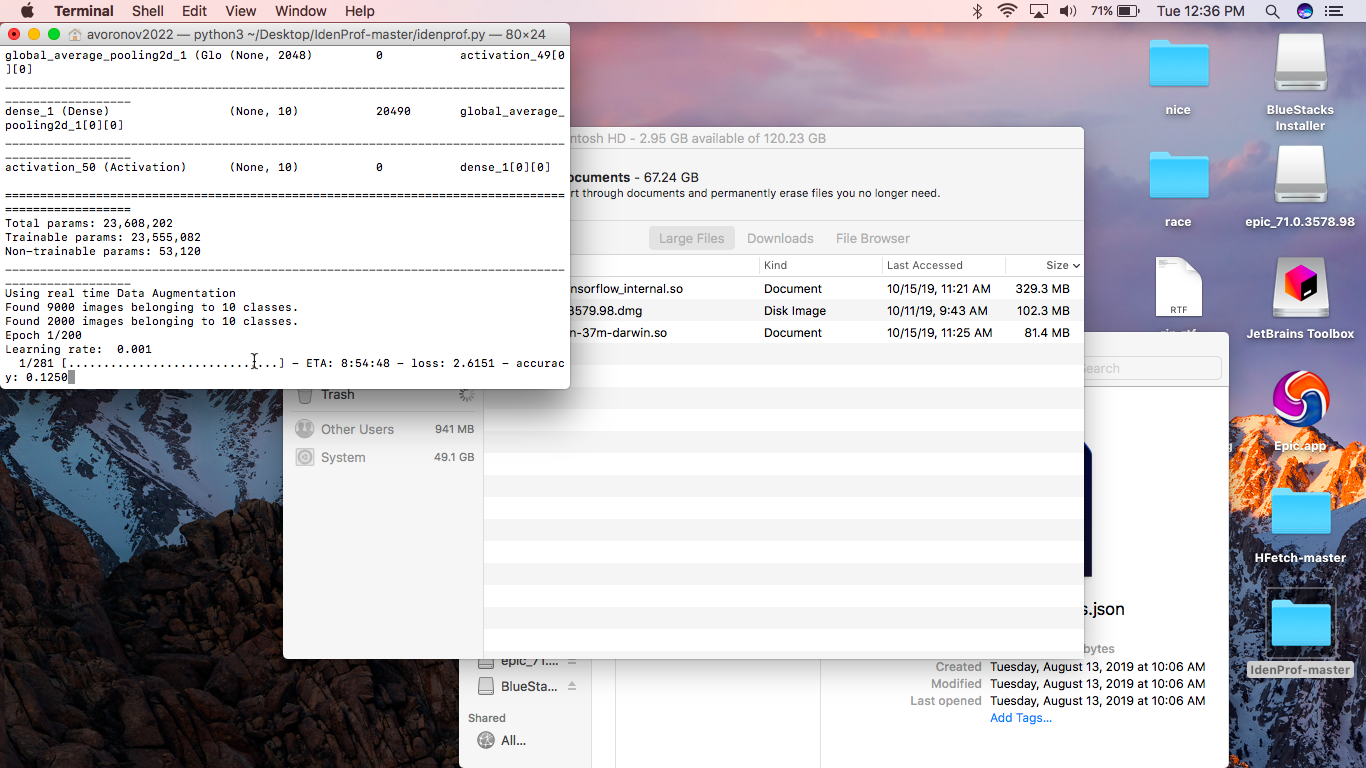 Terminal Shell Edit View Window Help
71% Tue 12:36 PM
avoronov2022 — python3 ~/Desktop/IdenProf-master/idenprof.py — 80×24
global_average_pooling2d_1 (Glo (None, 2048) 0 activation_49[0
][0]
dense_1 (Dense) (None, 10) 20490 global_average_
pooling2d_1[0][0]
activation_50 (Activation) (None, 10) 0 dense_1[0][0]
Total params: 23,608,202
Trainable params: 23,555,082
Non-trainable params: 53,120
Using real time Data Augmentation
Found 9000 images belonging to 10 classes.
Found 2000 images belonging to 10 classes.
Epoch 1/200
Learning rate: 0.001
1/281 [..............................] - ETA: 8:54:48 - loss: 2.6151 - accurac
y: 0.1250
ntosh HD - 2.95 GB available of 120.23 GB
ocuments - 67.24 GB
rt through documents and permanently erase files you no longer need.
Large Files Downloads File Browser
Kind Last Accessed Size
nsorflow_internal.so Document 10/15/19, 11:21 AM 329.3 MB
3579.98.dmg Disk Image 10/11/19, 9:43 AM 102.3 MB
n-37m-darwin.so Document 10/15/19, 11:25 AM 81.4 MB
Trash
Other Users 941 MB
System 49.1 GB
earch
s.json
bytes
Created Tuesday, August 13, 2019 at 10:06 AM
Modified Tuesday, August 13, 2019 at 10:06 AM
Last opened Tuesday, August 13, 2019 at 10:06 AM
Add Tags...
epic_71....
BlueSta...
Shared
All...
nice
BlueStacks
Installer
race
epic_71.0.3578.98
RTF
JetBrains Toolbox
Epic.app
HFetch-master
IdenProf-master